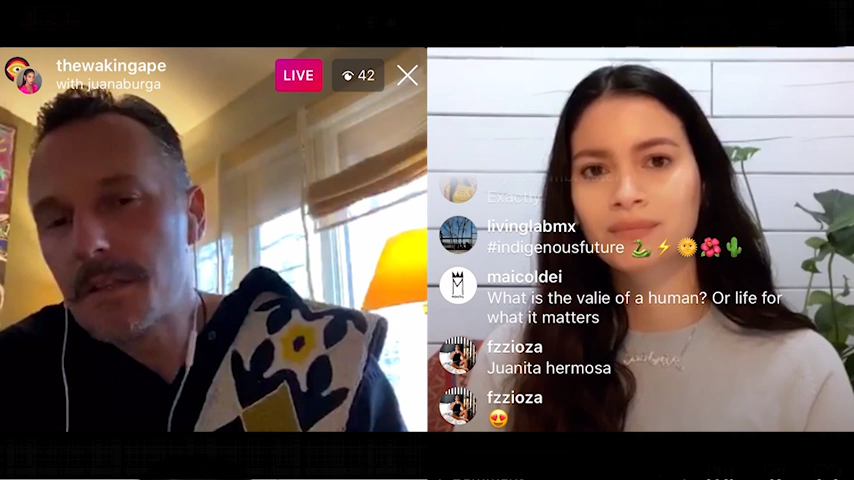 thewakingape
with juanaburga
LIVE
42
Exactly
livinglabmx
#indigenousfuture
maicoldei
What is the valie of a human? Or life for
what it matters
fzzioza
Juanita hermosa
fzzioza